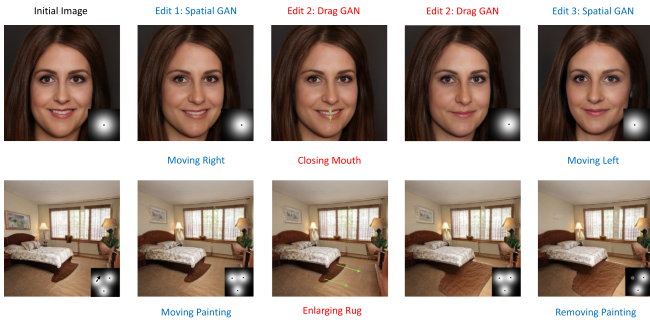 Initial Image
Edit 1: Spatial GAN
Edit 2: Drag GAN
Edit 2: Drag GAN
Edit 3: Spatial GAN
Moving Right
Closing Mouth
Moving Left
Moving Painting
Enlarging Rug
Removing Painting